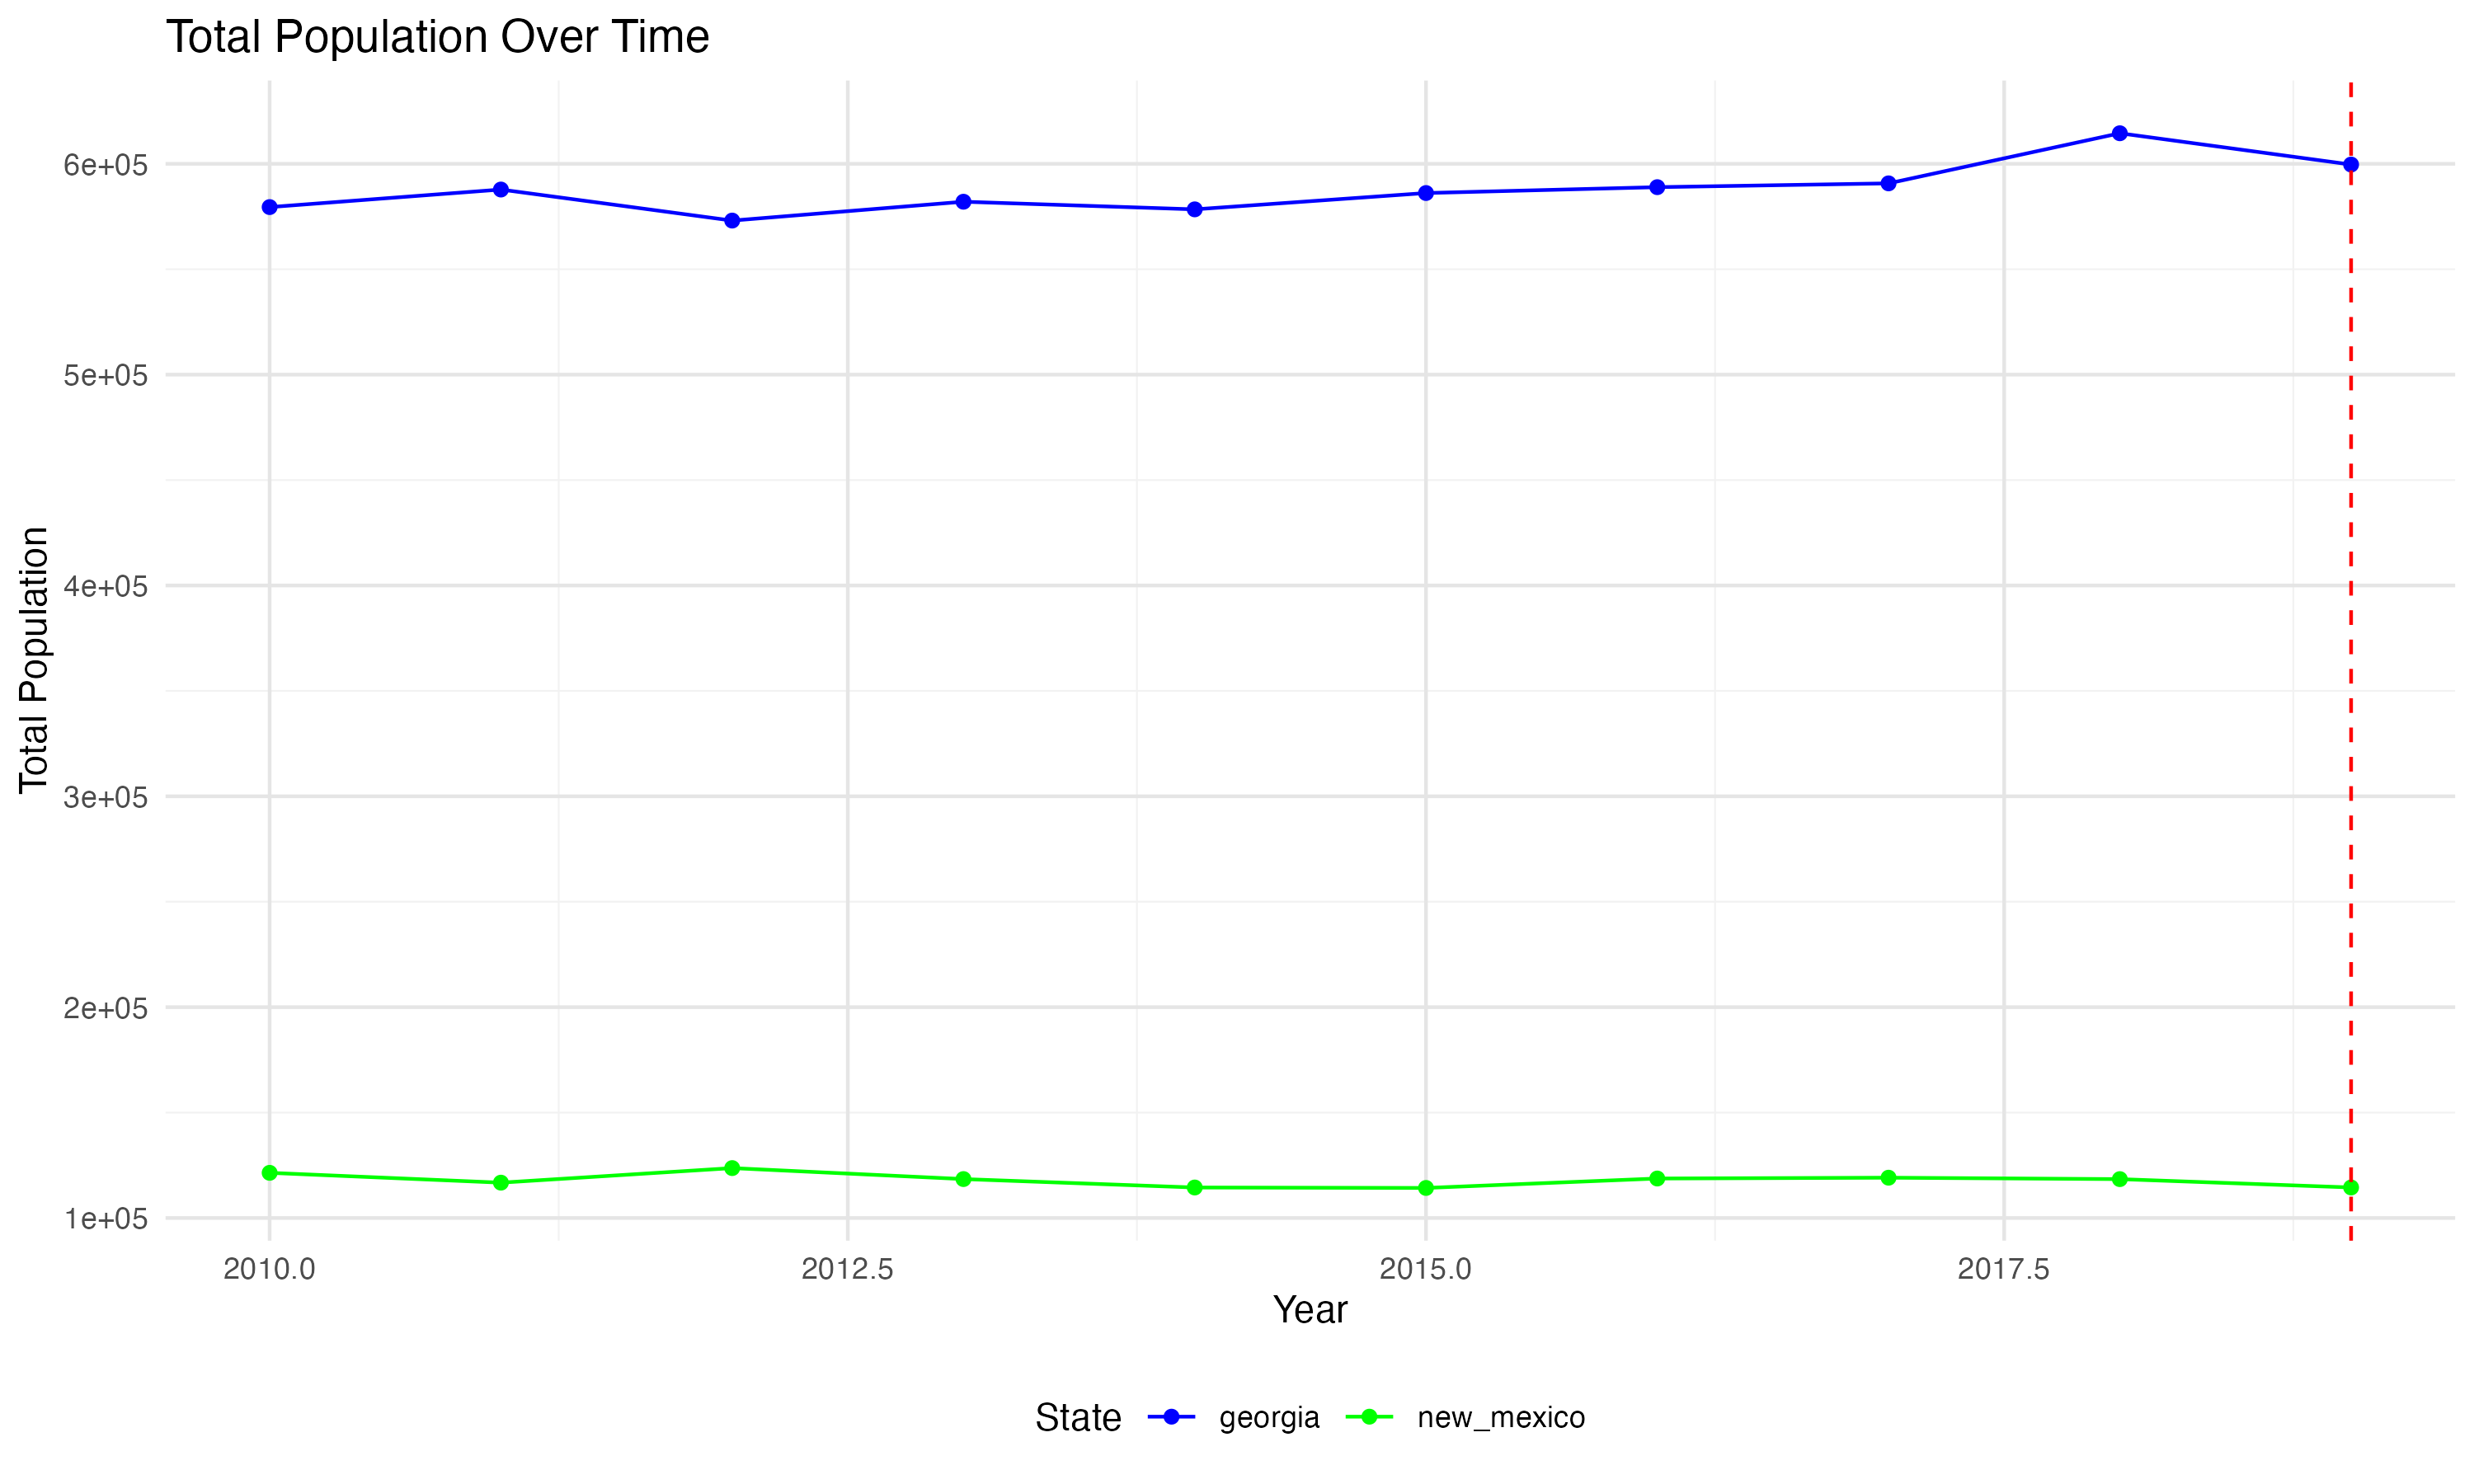 Total Population Over Time
Total Population
6e+05
5e+05
4e+05
3e+05
2e+05
1e+05
2010.0 2012.5 2015.0 2017.5
Year
State georgia new_mexico